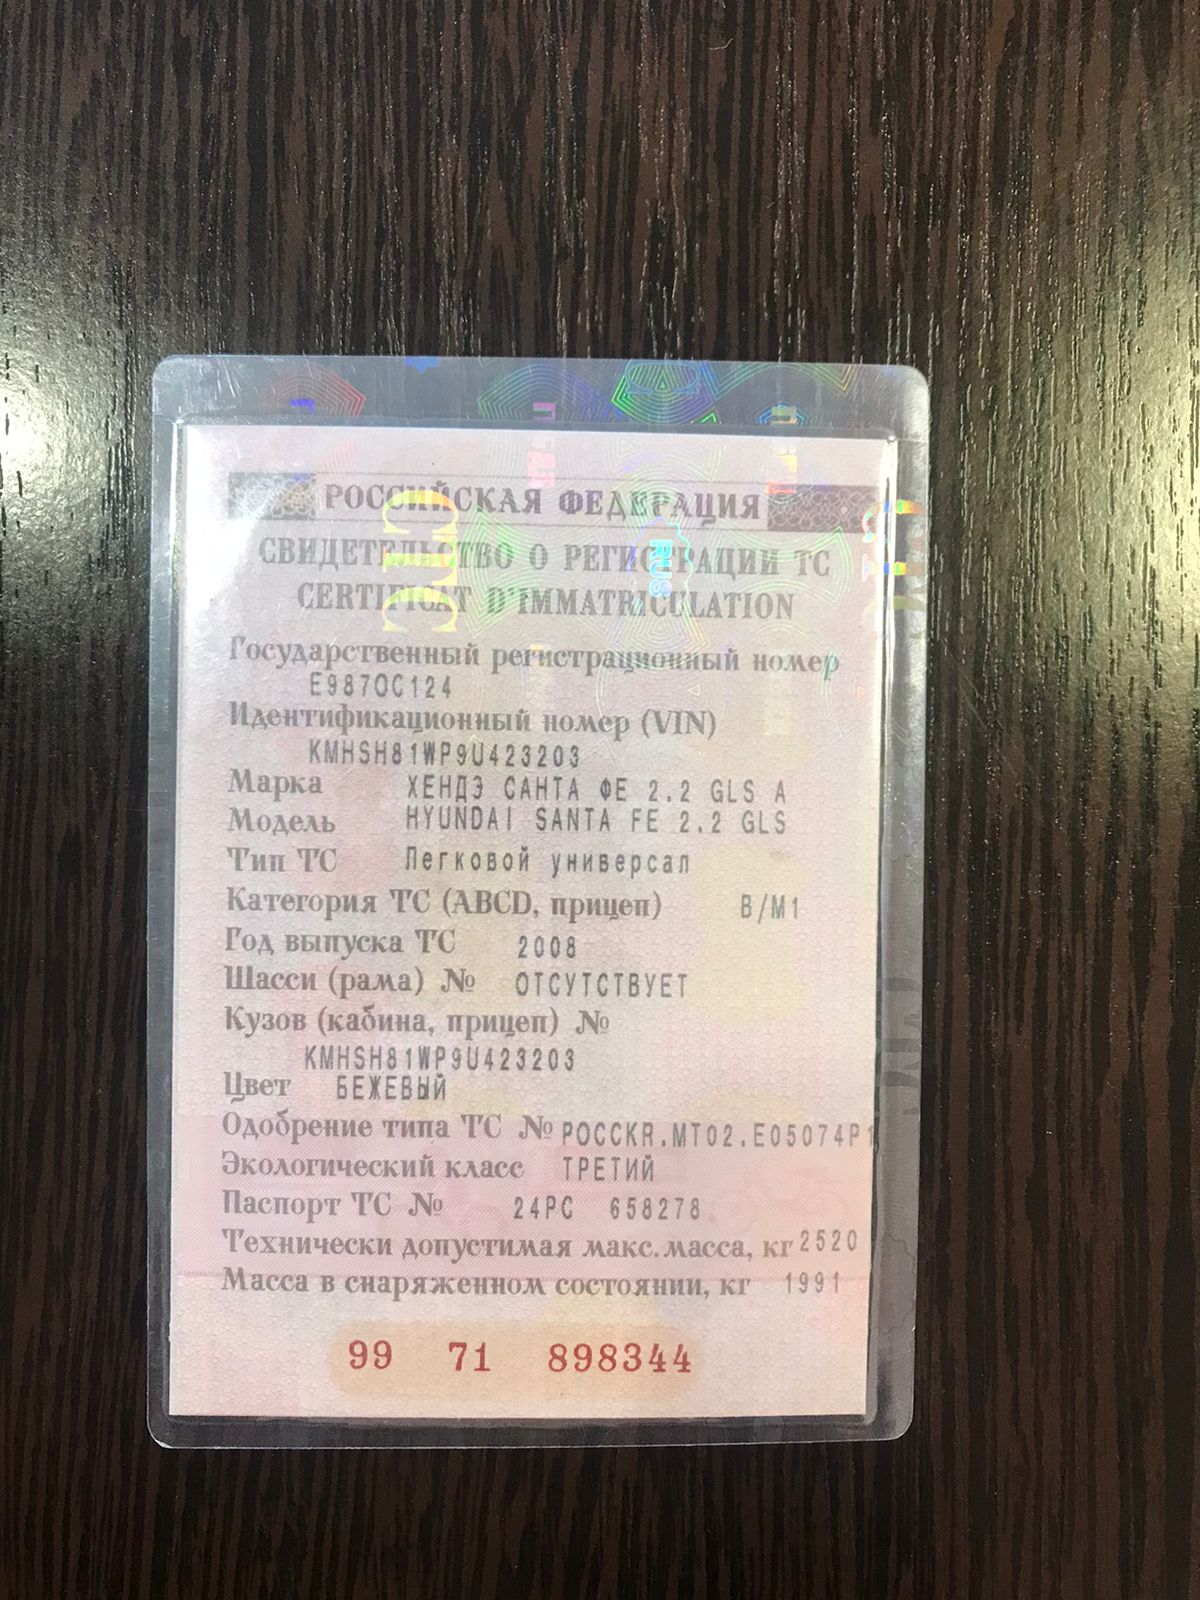 РОССИЙСКАЯ ФЕДЕРАЦИЯ
СВИДЕТЕЛЬСТВО О РЕГИСТРАЦИИ ТС
CERTIFICAT D'IMMATRICULATION
Государственный регистрационный номер
Е987ОС124
Идентификационный номер (VIN)
KMHSH81WP9U423203
Марка ХЕНДЭ САНТА ФЕ 2.2 GLS A
Модель HYUNDAI SANTA FE 2.2 GLS
Тип ТС Легковой универсал
Категория ТС (ABCD, прицеп) B/M1
Год выпуска ТС 2008
Шасси (рама) № ОТСУТСТВУЕТ
Кузов (кабина, прицеп) №
KMHSH81WP9U423203
Цвет БЕЖЕВЫЙ
Одобрение типа ТС № РОССKR.МТ02.Е05074Р1
Экологический класс ТРЕТИЙ
Паспорт ТС № 24РС 658278
Технически допустимая макс. масса, кг 2520
Масса в снаряженном состоянии, кг 1991
99 71 898344
RUS